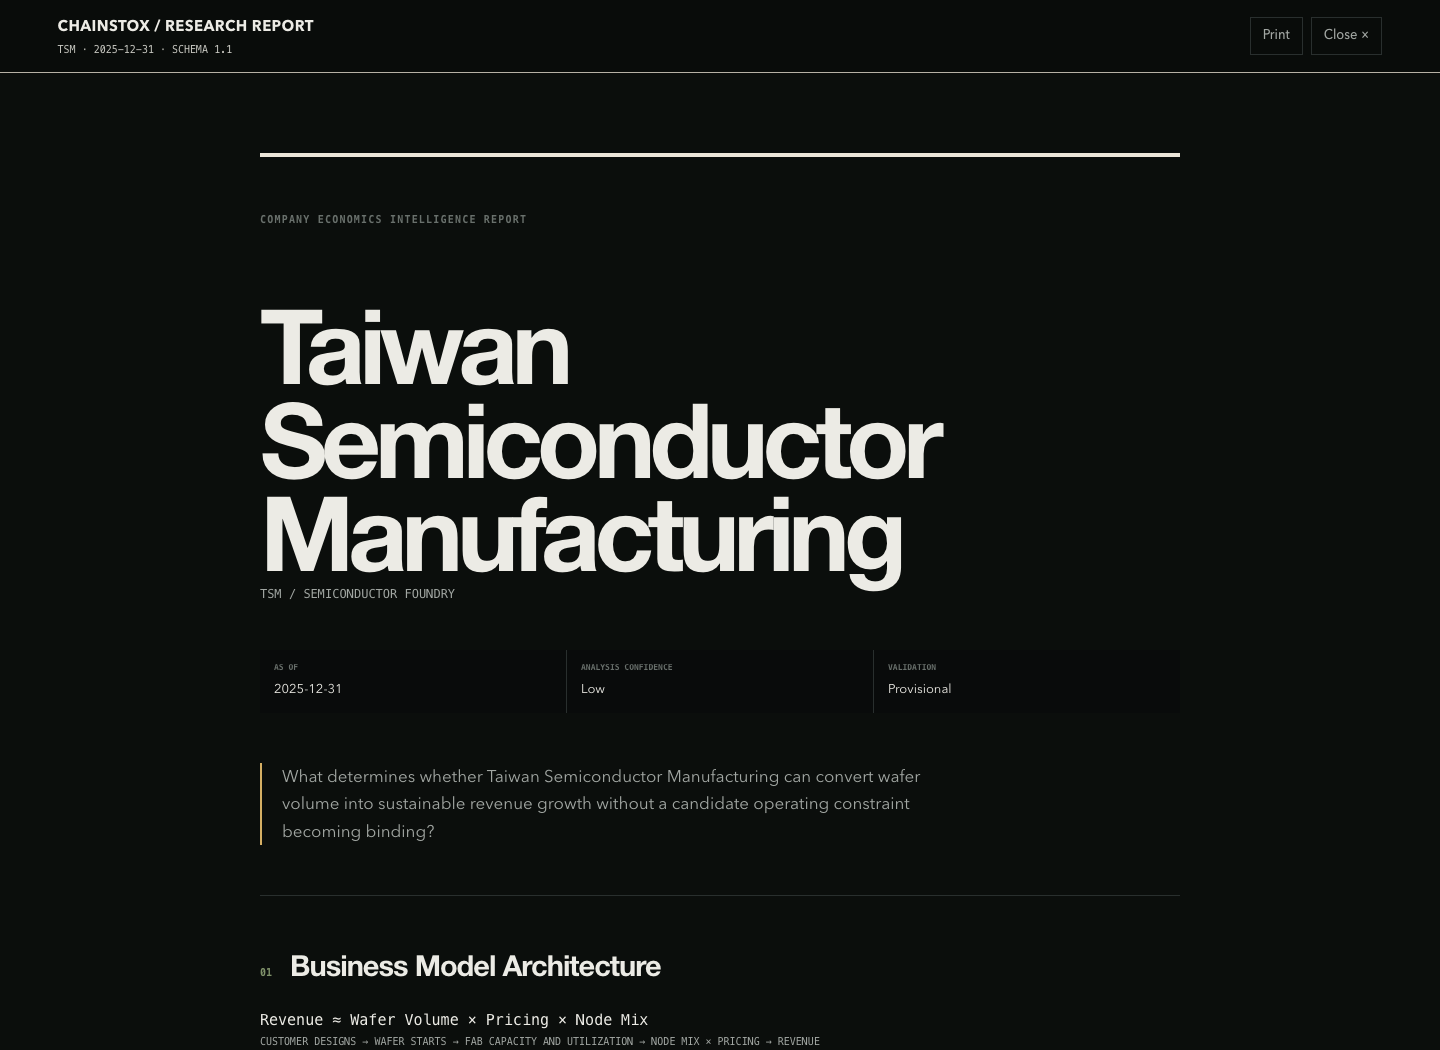 CHAINSTOX / RESEARCH REPORT
TSM · 2025−12−31 · SCHEMA 1.1
Print
Close ×
COMPANY ECONOMICS INTELLIGENCE REPORT
Taiwan
Semiconductor
Manufacturing
TSM / SEMICONDUCTOR FOUNDRY
AS OF
2025-12-31
ANALYSIS CONFIDENCE
Low
VALIDATION
Provisional
What determines whether Taiwan Semiconductor Manufacturing can convert wafer
volume into sustainable revenue growth without a candidate operating constraint
becoming binding?
01 Business Model Architecture
Revenue ≈ Wafer Volume × Pricing × Node Mix
CUSTOMER DESIGNS → WAFER STARTS → FAB CAPACITY AND UTILIZATION → NODE MIX × PRICING → REVENUE